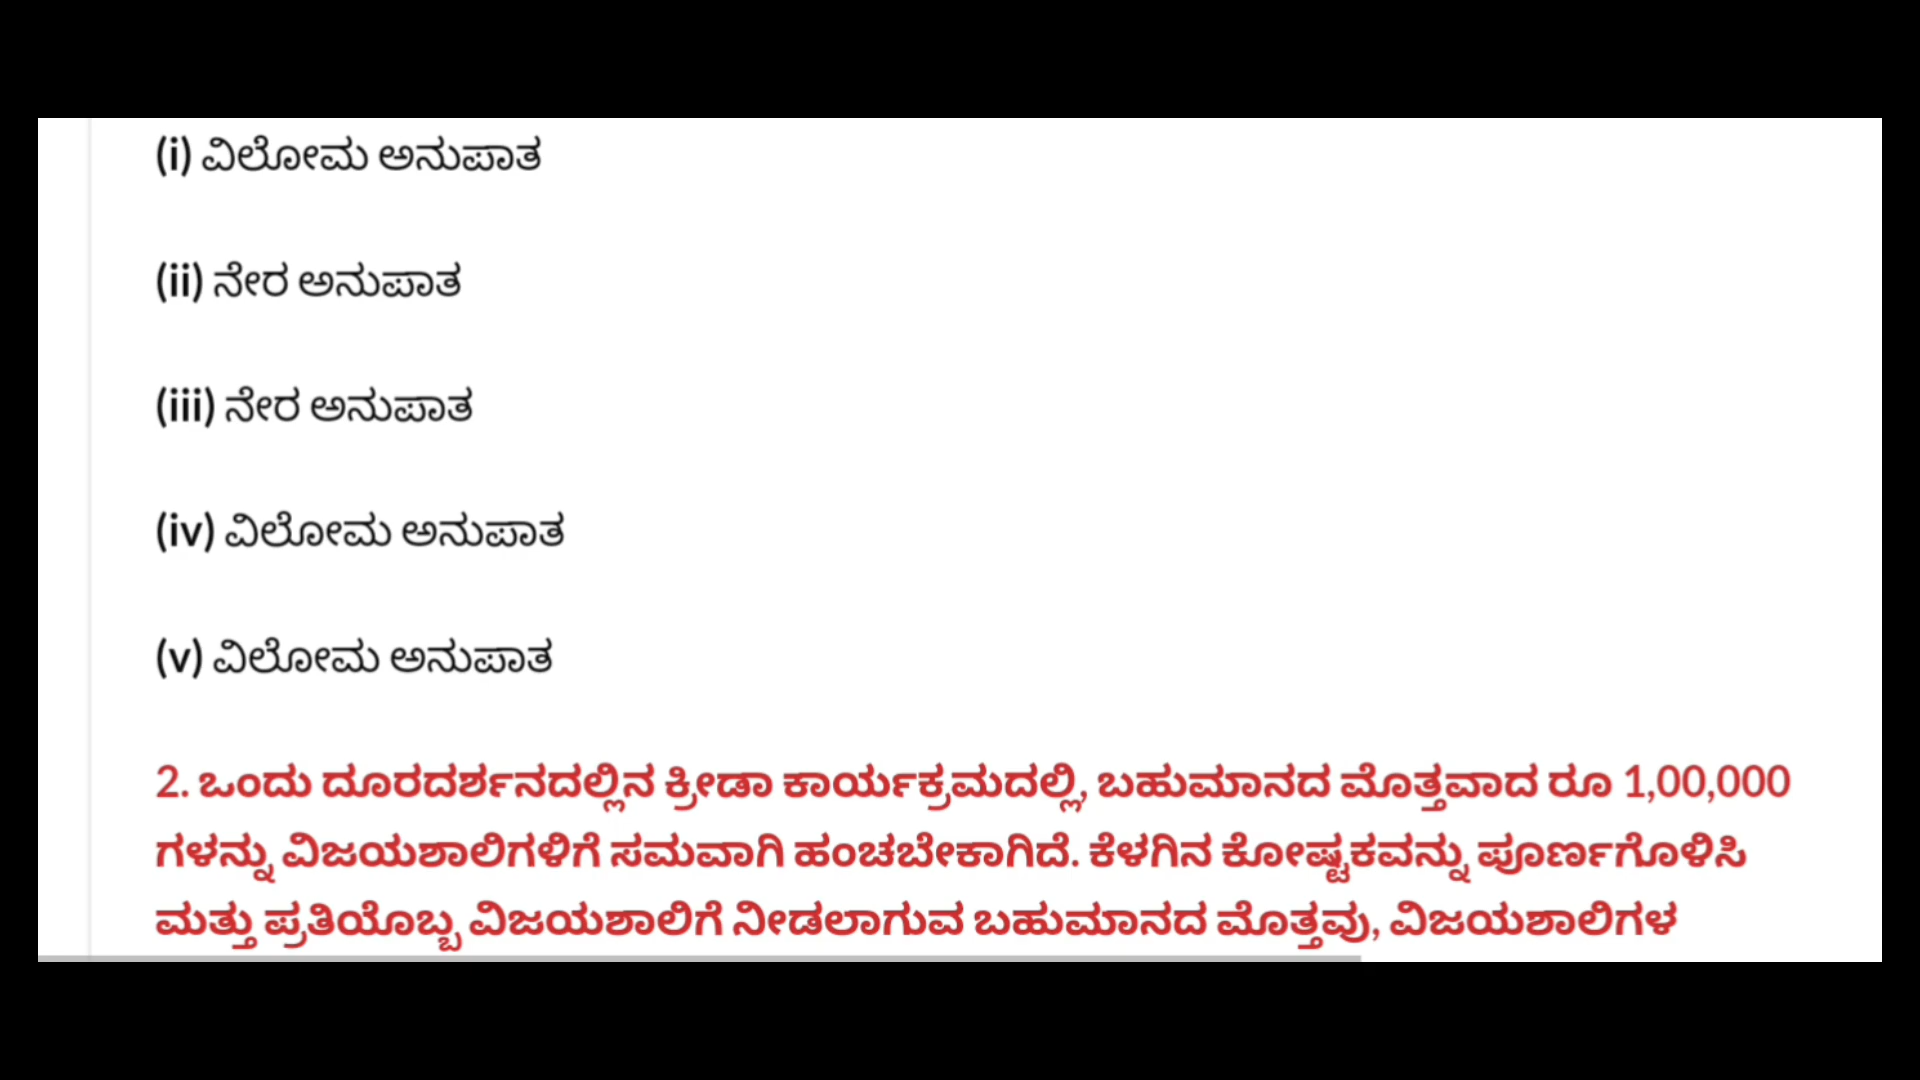 (i) ವಿಲೋಮ ಅನುಪಾತ
(ii) ನೇರ ಅನುಪಾತ
(iii) ನೇರ ಅನುಪಾತ
(iv) ವಿಲೋಮ ಅನುಪಾತ
(v) ವಿಲೋಮ ಅನುಪಾತ
2. ಒಂದು ದೂರದರ್ಶನದಲ್ಲಿನ ಕ್ರೀಡಾ ಕಾರ್ಯಕ್ರಮದಲ್ಲಿ, ಬಹುಮಾನದ ಮೊತ್ತವಾದ ರೂ 1,00,000
ಗಳನ್ನು ವಿಜಯಶಾಲಿಗಳಿಗೆ ಸಮವಾಗಿ ಹಂಚಬೇಕಾಗಿದೆ. ಕೆಳಗಿನ ಕೋಷ್ಟಕವನ್ನು ಪೂರ್ಣಗೊಳಿಸಿ
ಮತ್ತು ಪ್ರತಿಯೊಬ್ಬ ವಿಜಯಶಾಲಿಗೆ ನೀಡಲಾಗುವ ಬಹುಮಾನದ ಮೊತ್ತವು, ವಿಜಯಶಾಲಿಗಳ